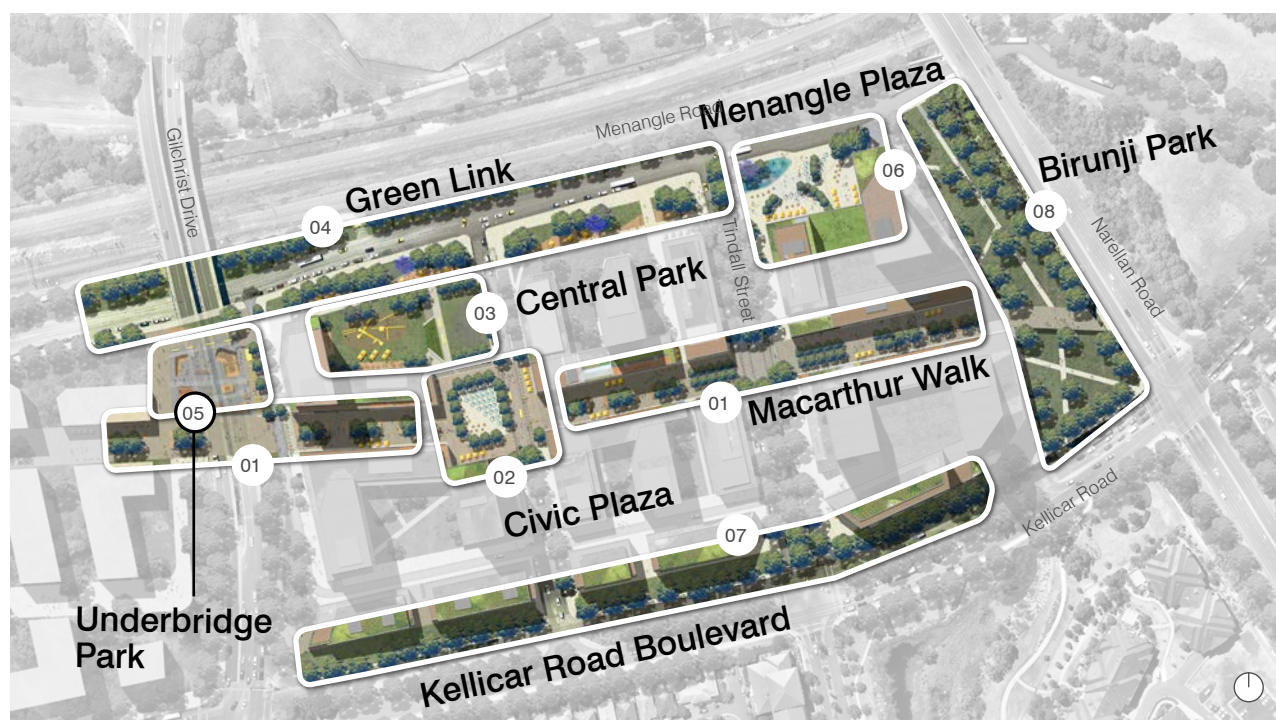 Menangle Plaza
Menangle Road
Gilchrist Drive
Birunji Park
06
Green Link
04
08
Narellan Road
Tindall Street
Central Park
03
05
01
Macarthur Walk
01
02
Civic Plaza
Kellicar Road
07
Underbridge
Park
Kellicar Road Boulevard